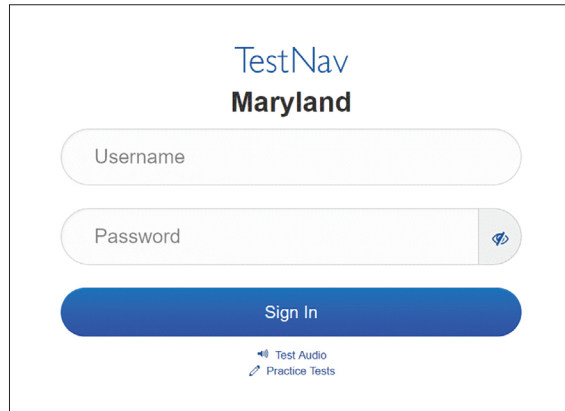 TestNav
Maryland
Username
Password
Sign In
Test Audio
Practice Tests